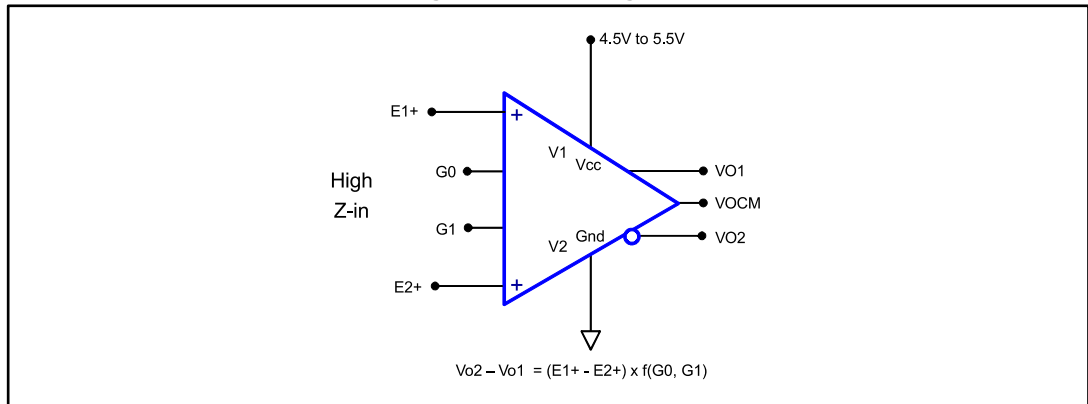 4.5V to 5.5V
E1+
+
V1
Vcc
G0
VO1
High
Z-in
VOCM
G1
V2
Gnd
VO2
E2+
+
Vo2 – Vo1 = (E1+ - E2+) x f(G0, G1)